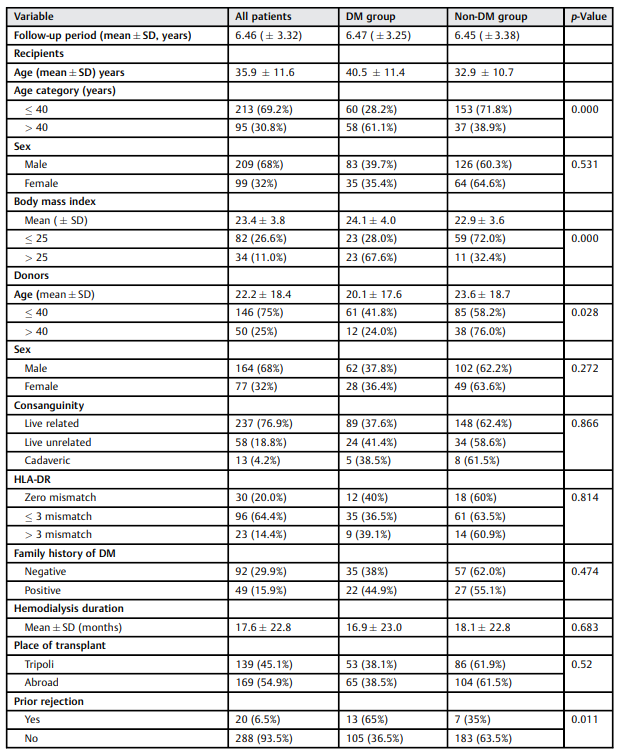 Variable All patients DM group Non-DM group p-Value
Follow-up period (mean ± SD, years) 6.46 (± 3.32) 6.47 (±3.25) 6.45 (±3.38)
Recipients
Age (mean ± SD) years 35.9 ± 11.6 40.5 ± 11.4 32.9 ± 10.7
Age category (years)
≤ 40 213 (69.2%) 60 (28.2%) 153 (71.8%) 0.000
> 40 95 (30.8%) 58 (61.1%) 37 (38.9%)
Sex
Male 209 (68%) 83 (39.7%) 126 (60.3%) 0.531
Female 99 (32%) 35 (35.4%) 64 (64.6%)
Body mass index
Mean (± SD) 23.4 ± 3.8 24.1 ± 4.0 22.9 ± 3.6
≤ 25 82 (26.6%) 23 (28.0%) 59 (72.0%) 0.000
> 25 34 (11.0%) 23 (67.6%) 11 (32.4%)
Donors
Age (mean ± SD) 22.2 ± 18.4 20.1 ± 17.6 23.6 ± 18.7
≤ 40 146 (75%) 61 (41.8%) 85 (58.2%) 0.028
> 40 50 (25%) 12 (24.0%) 38 (76.0%)
Sex
Male 164 (68%) 62 (37.8%) 102 (62.2%) 0.272
Female 77 (32%) 28 (36.4%) 49 (63.6%)
Consanguinity
Live related 237 (76.9%) 89 (37.6%) 148 (62.4%) 0.866
Live unrelated 58 (18.8%) 24 (41.4%) 34 (58.6%)
Cadaveric 13 (4.2%) 5 (38.5%) 8 (61.5%)
HLA-DR
Zero mismatch 30 (20.0%) 12 (40%) 18 (60%) 0.814
≤ 3 mismatch 96 (64.4%) 35 (36.5%) 61 (63.5%)
> 3 mismatch 23 (14.4%) 9 (39.1%) 14 (60.9%)
Family history of DM
Negative 92 (29.9%) 35 (38%) 57 (62.0%) 0.474
Positive 49 (15.9%) 22 (44.9%) 27 (55.1%)
Hemodialysis duration
Mean ± SD (months) 17.6 ± 22.8 16.9 ± 23.0 18.1 ± 22.8 0.683
Place of transplant
Tripoli 139 (45.1%) 53 (38.1%) 86 (61.9%) 0.52
Abroad 169 (54.9%) 65 (38.5%) 104 (61.5%)
Prior rejection
Yes 20 (6.5%) 13 (65%) 7 (35%) 0.011
No 288 (93.5%) 105 (36.5%) 183 (63.5%)